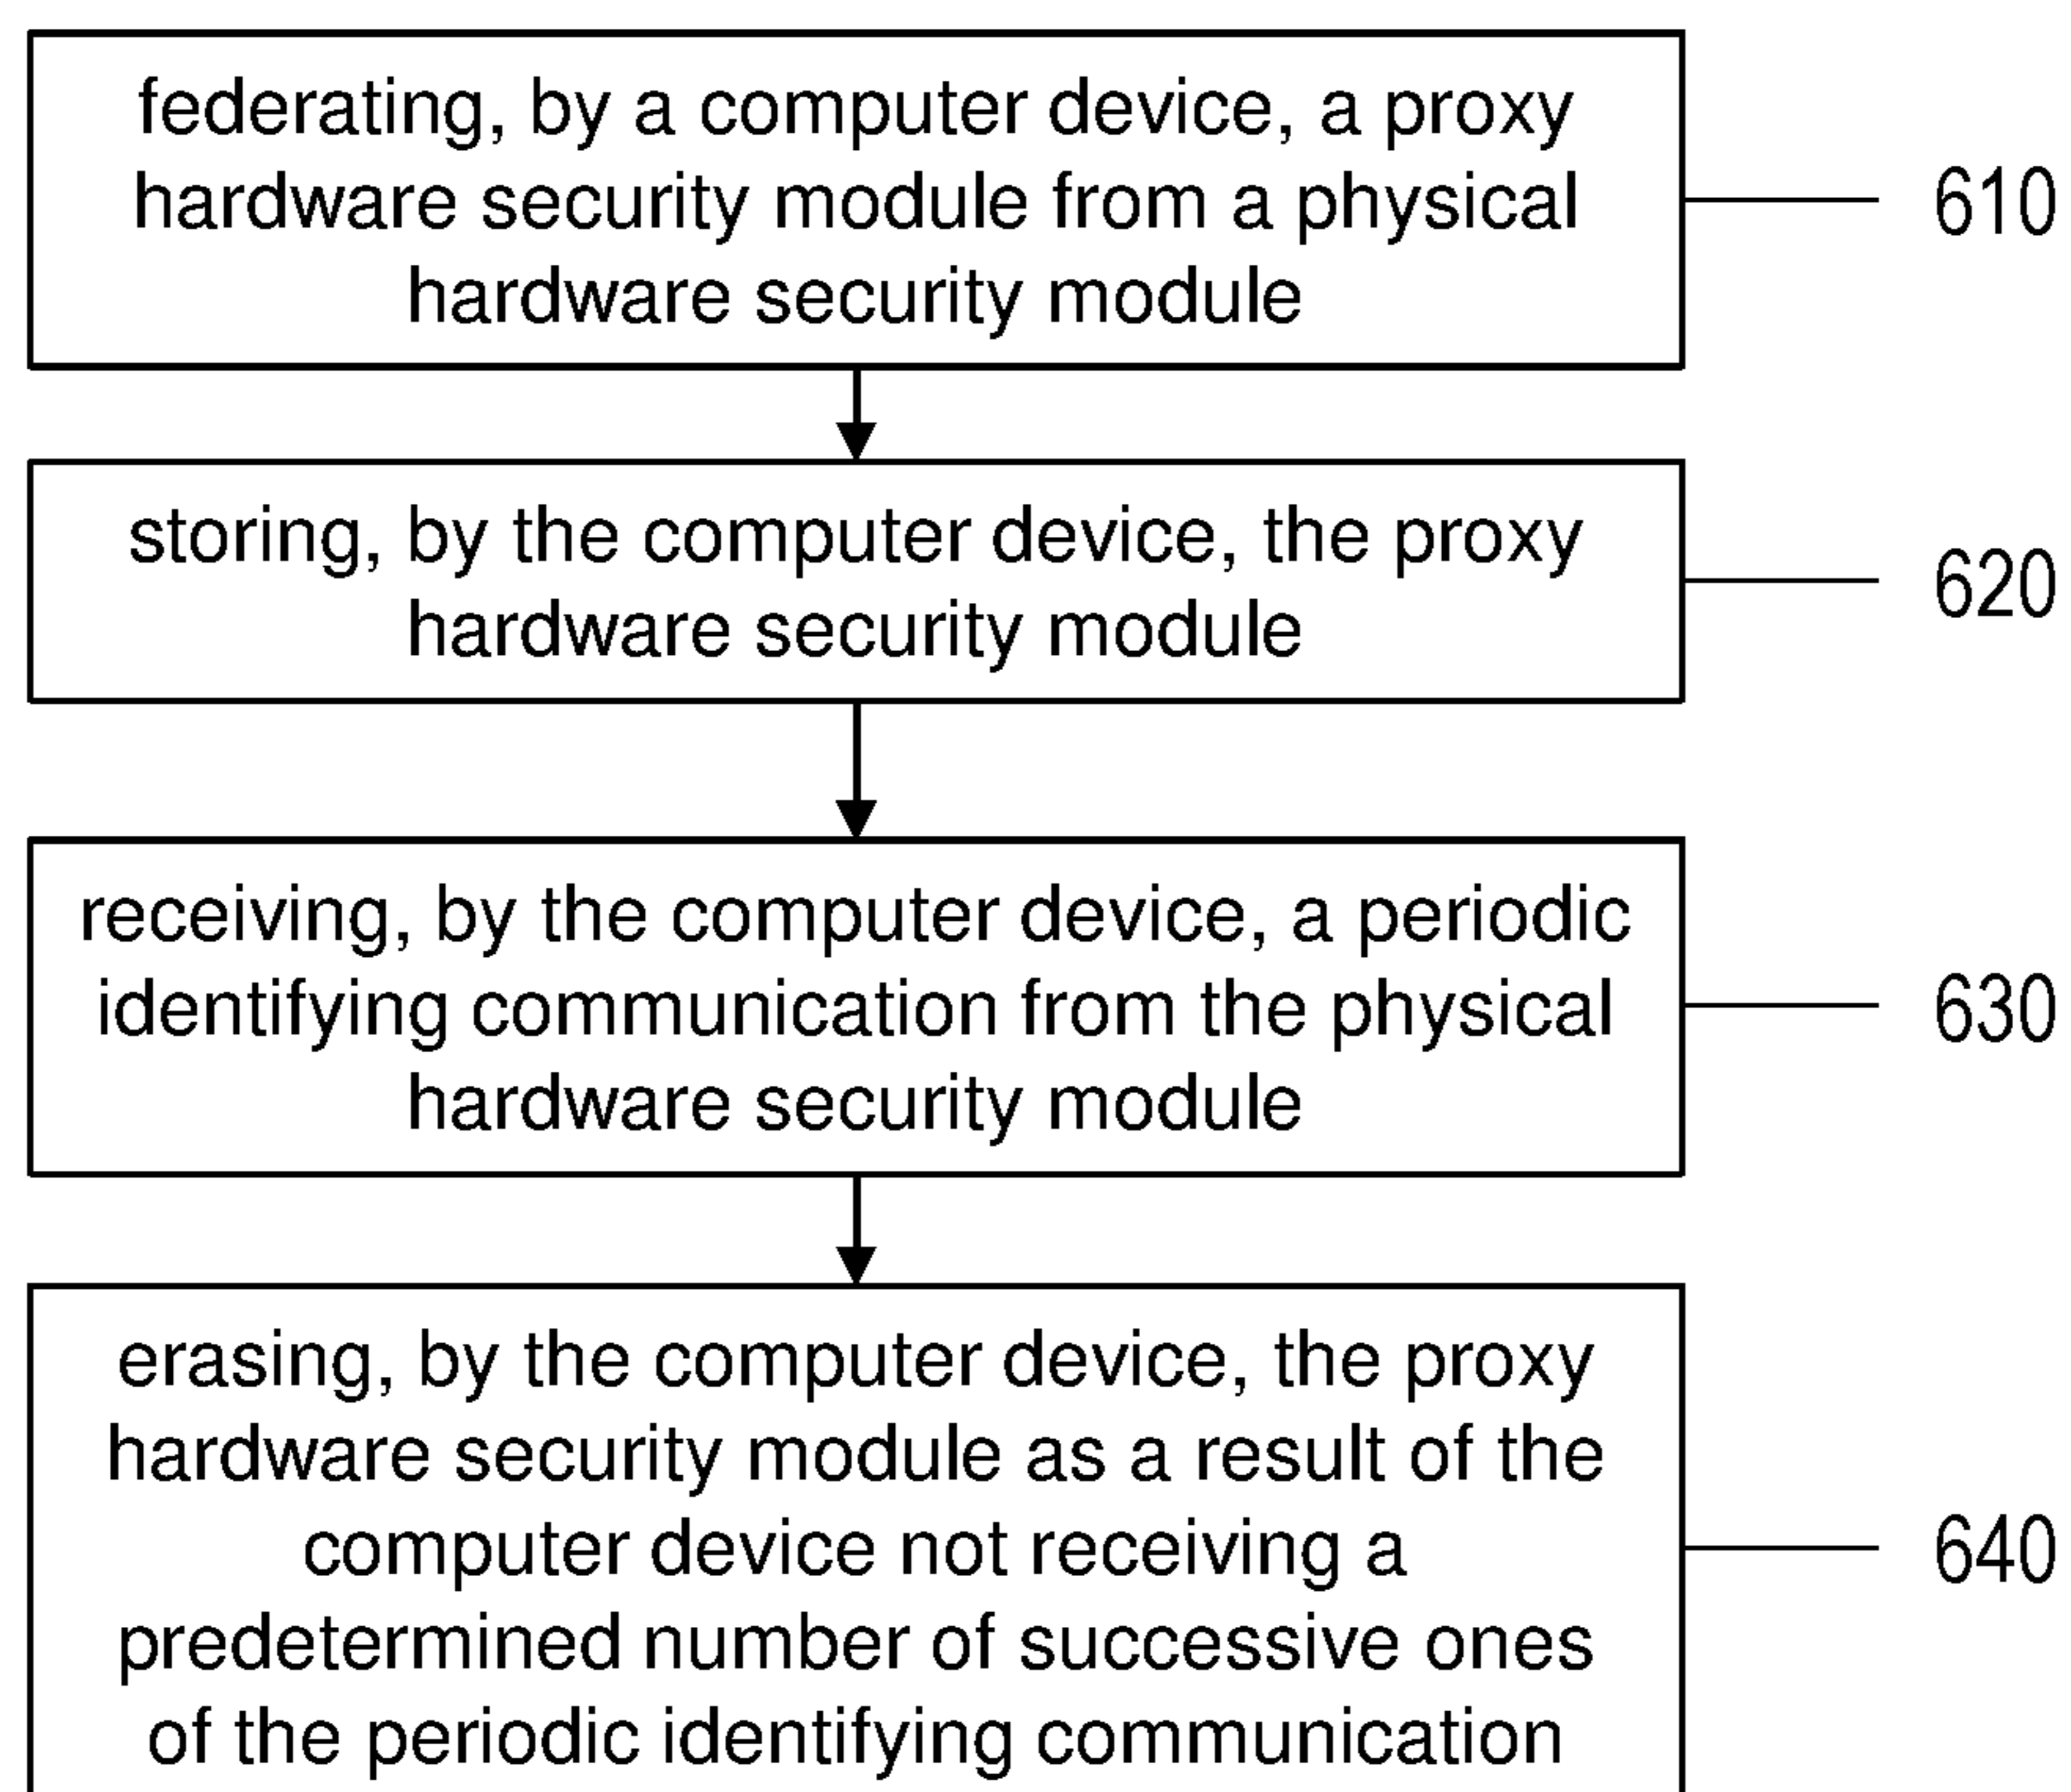 federating, by a computer device, a proxy
hardware security module from a physical
hardware security module
610
storing, by the computer device, the proxy
hardware security module
620
receiving, by the computer device, a periodic
identifying communication from the physical
hardware security module
630
erasing, by the computer device, the proxy
hardware security module as a result of the
computer device not receiving a
predetermined number of successive ones
of the periodic identifying communication
640